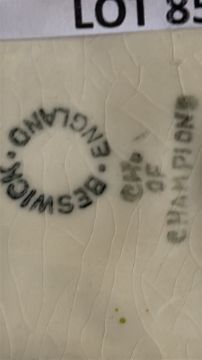 LOT 85
BESWICK · ENGLAND ·
CH. 
OF
CHAMPIONS